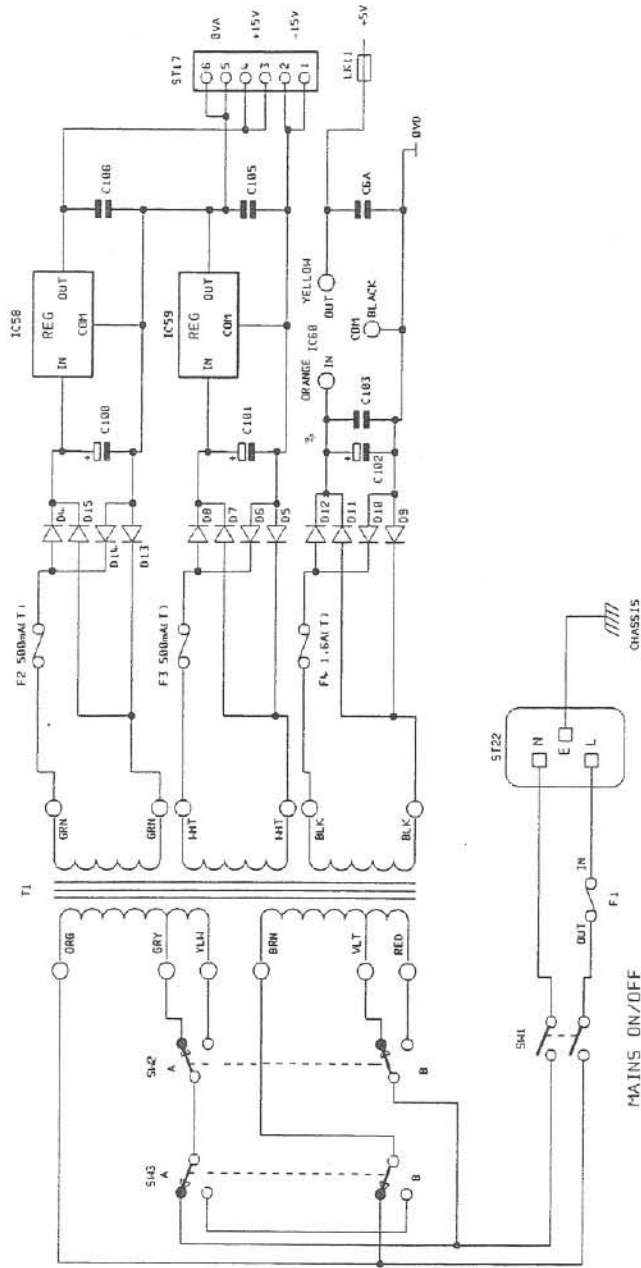 MAINS ON/OFF
SW3
A
B
SW2
A
B
SW1
ORG
GRY
YLW
BRN
VLT
RED
T1
OUT
IN
F1
ST22
N
E
L
CHASSIS
GRN
GRN
WHT
WHT
BLK
BLK
F2 500mA(T)
F3 500mA(T)
F4 1.6A(T)
D4
D15
D14
D13
D8
D7
D6
D5
D12
D11
D10
D9
+
C100
+
C101
+
C102
C103
IC58
REG
IN
OUT
COM
IC59
REG
IN
OUT
COM
ORANGE
IN
IC60
YELLOW
OUT
COM
BLACK
C106
C105
C6A
ST17
6
5
4
3
2
1
0VA
+15V
-15V
LK11
+5V
0VD